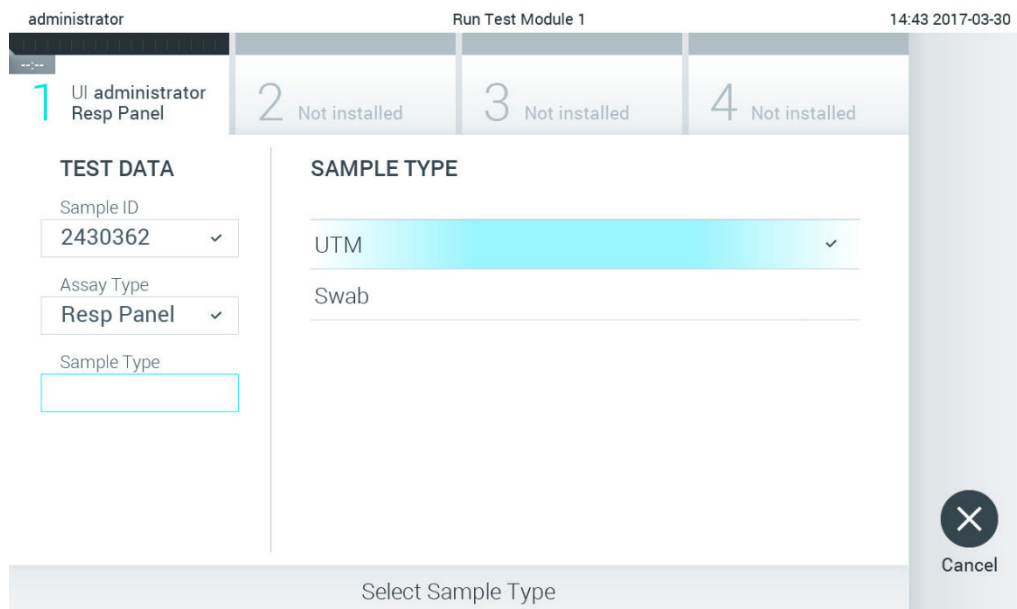 administrator
Run Test Module 1
14:43 2017-03-30
--:--
1
UI administrator
Resp Panel
2 Not installed
3 Not installed
4 Not installed
TEST DATA
Sample ID
2430362
Assay Type
Resp Panel
Sample Type
SAMPLE TYPE
UTM
Swab
Cancel
Select Sample Type